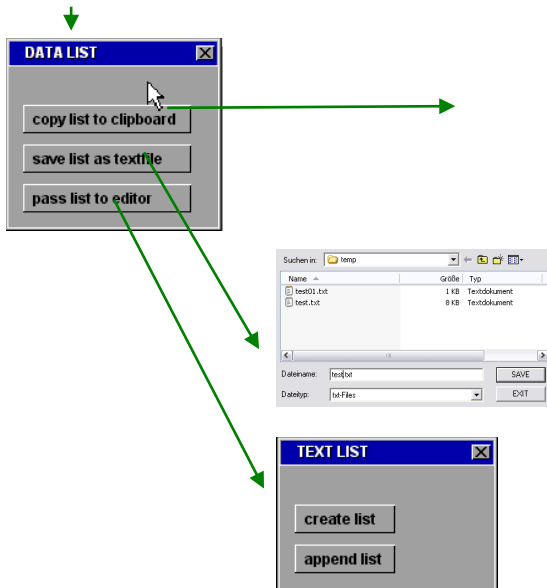 DATA LIST
copy list to clipboard
save list as textfile
pass list to editor
Suchen in: temp
Name Größe Typ
test01.txt 1 KB Textdokument
test.txt 8 KB Textdokument
Dateiname: test.txt SAVE
Dateityp: txt-Files EXIT
TEXT LIST
create list
append list